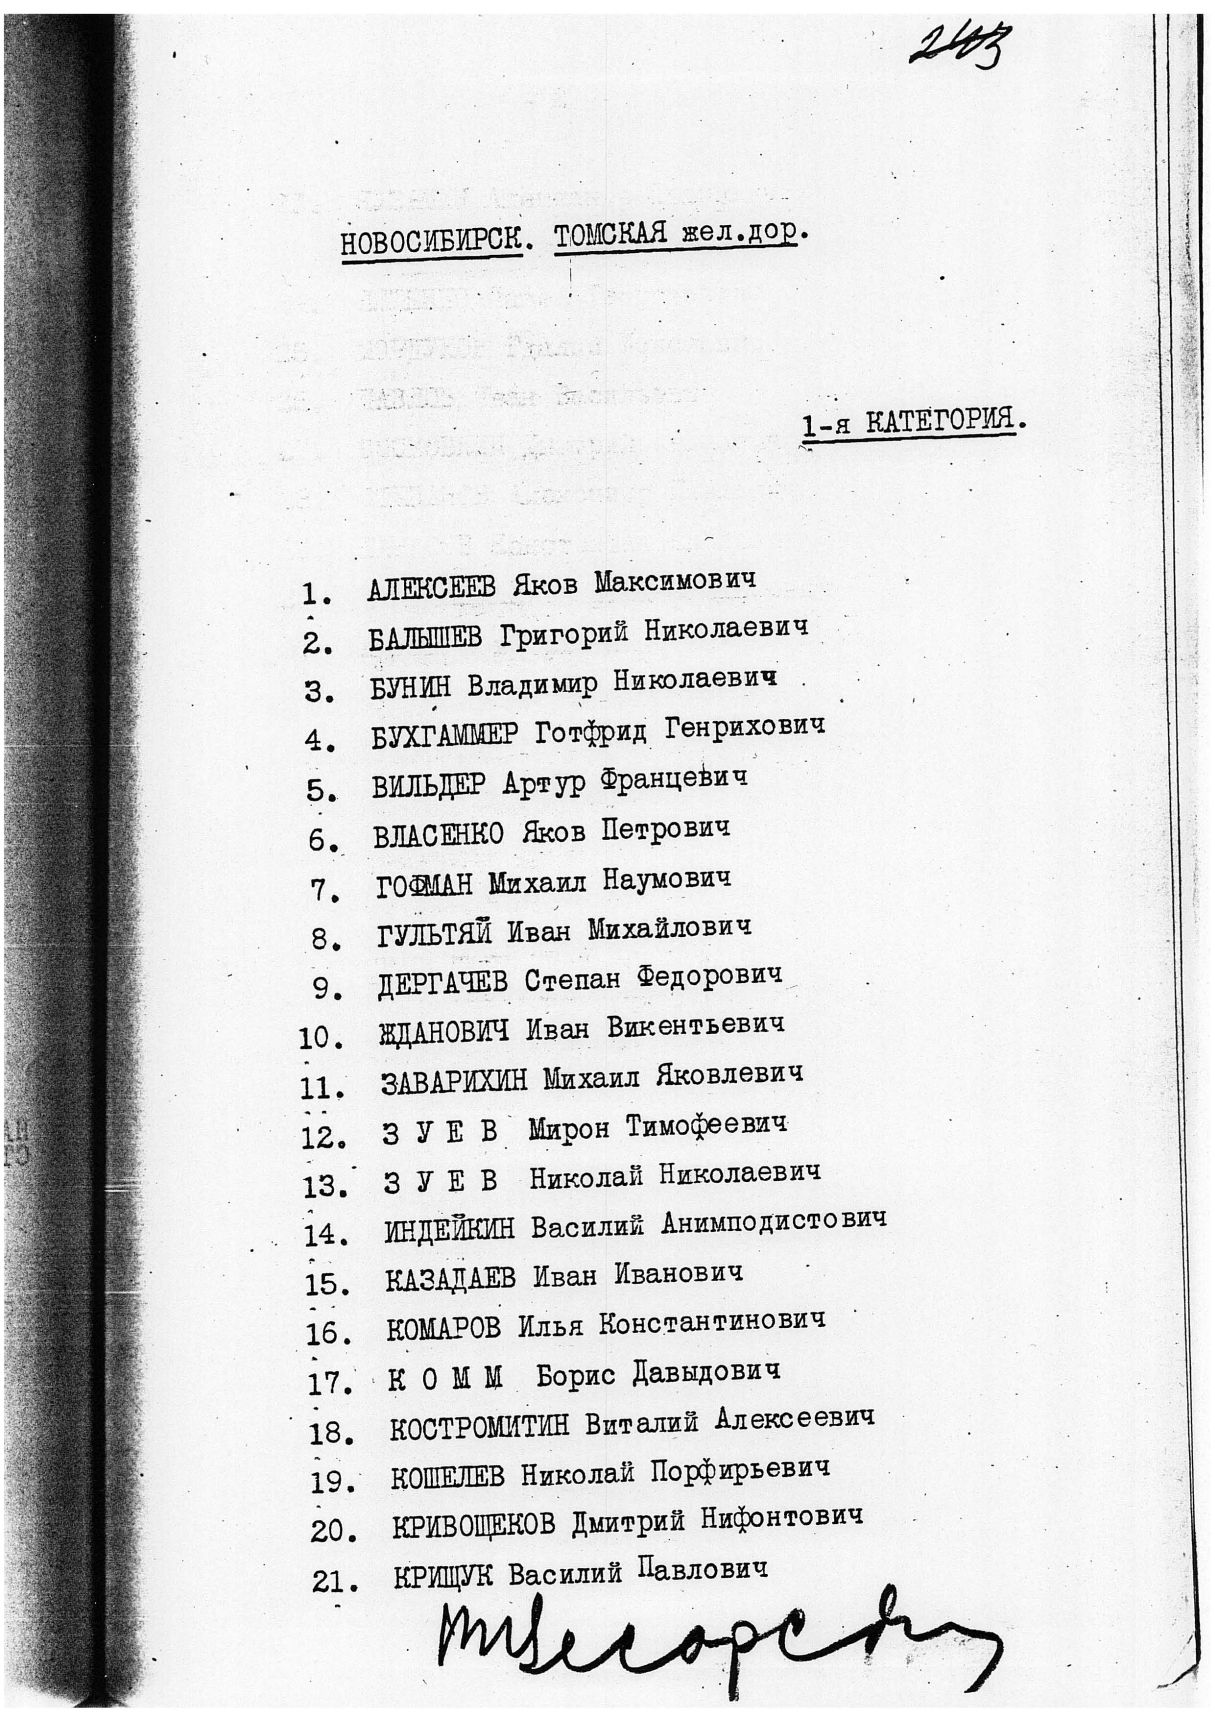 243
НОВОСИБИРСК. ТОМСКАЯ жел.дор.
1-я КАТЕГОРИЯ.
1. АЛЕКСЕЕВ Яков Максимович
2. БАЛЫШЕВ Григорий Николаевич
3. БУНИН Владимир Николаевич
4. БУХГАММЕР Готфрид Генрихович
5. ВИЛЬДЕР Артур Францевич
6. ВЛАСЕНКО Яков Петрович
7. ГОФМАН Михаил Наумович
8. ГУЛЬТЯЙ Иван Михайлович
9. ДЕРГАЧЕВ Степан Федорович
10. ЖДАНОВИЧ Иван Викентьевич
11. ЗАВАРИХИН Михаил Яковлевич
12. З У Е В Мирон Тимофеевич
13. З У Е В Николай Николаевич
14. ИНДЕЙКИН Василий Анимподистович
15. КАЗАДАЕВ Иван Иванович
16. КОМАРОВ Илья Константинович
17. К О М М Борис Давыдович
18. КОСТРОМИТИН Виталий Алексеевич
19. КОШЕЛЕВ Николай Порфирьевич
20. КРИВОЩЕКОВ Дмитрий Нифонтович
21. КРИЩУК Василий Павлович